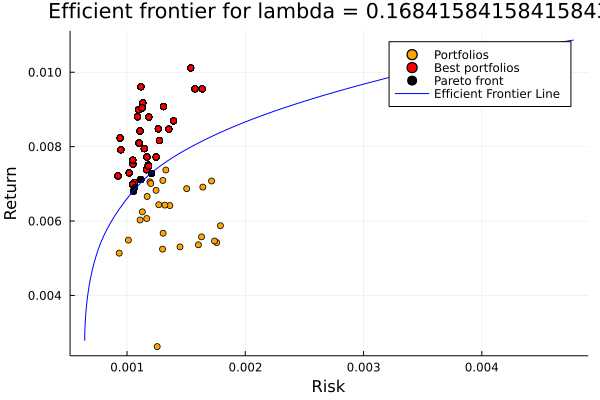 Efficient frontier for lambda = 0.1684158415841584
Portfolios
Best portfolios
Pareto front
Efficient Frontier Line
Return
0.010
0.008
0.006
0.004
0.001
0.002
0.003
0.004
Risk